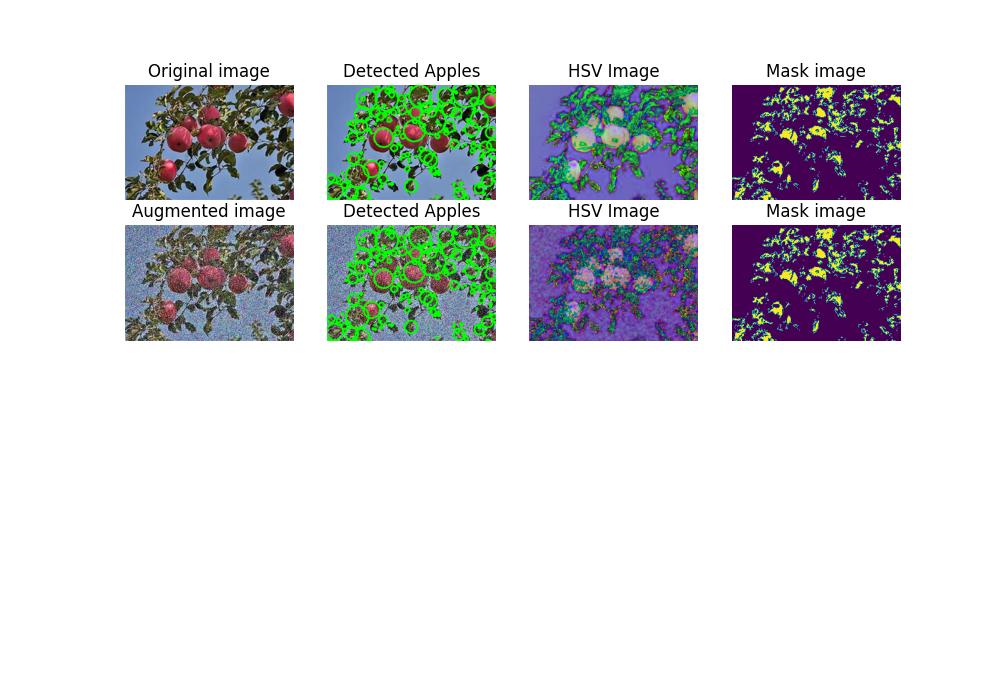 Original image
Detected Apples
HSV Image
Mask image
Augmented image
Detected Apples
HSV Image
Mask image